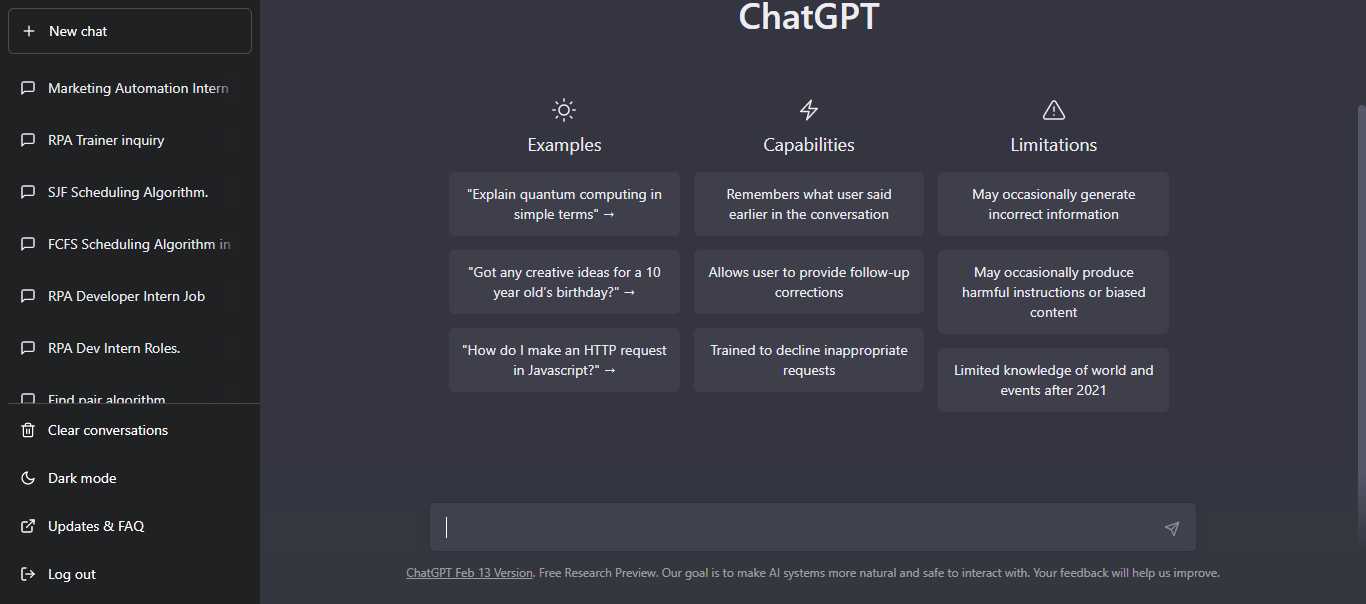 New chat
Marketing Automation Intern
RPA Trainer inquiry
SJF Scheduling Algorithm.
FCFS Scheduling Algorithm in
RPA Developer Intern Job
RPA Dev Intern Roles.
Find pair algorithm
Clear conversations
Dark mode
Updates & FAQ
Log out
ChatGPT
Examples
"Explain quantum computing in
simple terms" →
"Got any creative ideas for a 10
year old's birthday?" →
"How do I make an HTTP request
in Javascript?" →
Capabilities
Remembers what user said
earlier in the conversation
Allows user to provide follow-up
corrections
Trained to decline inappropriate
requests
Limitations
May occasionally generate
incorrect information
May occasionally produce
harmful instructions or biased
content
Limited knowledge of world and
events after 2021
ChatGPT Feb 13 Version. Free Research Preview. Our goal is to make AI systems more natural and safe to interact with. Your feedback will help us improve.